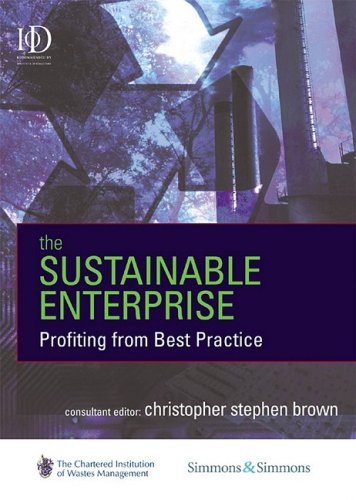 IOD
the
SUSTAINABLE
ENTERPRISE
Profiting from Best Practice
consultant editor: christopher stephen brown
The Chartered Institution
of Wastes Management
Simmons & Simmons